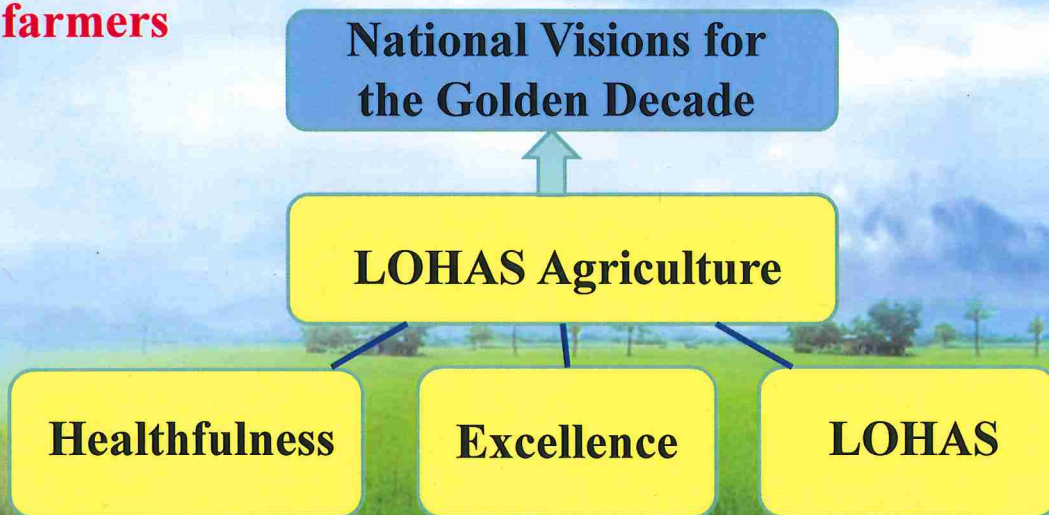 farmers
National Visions for
the Golden Decade
LOHAS Agriculture
Healthfulness
Excellence
LOHAS